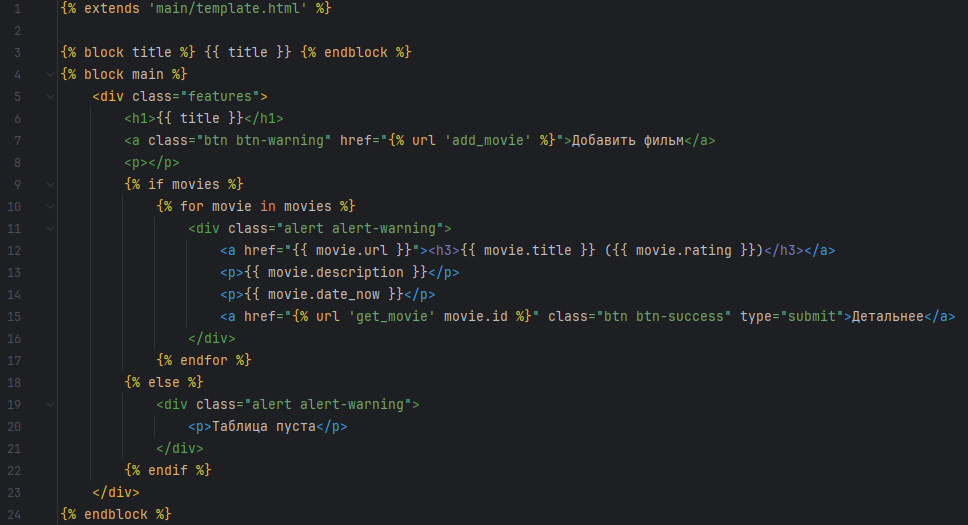 1 {% extends 'main/template.html' %}
2
3 {% block title %} {{ title }} {% endblock %}
4 {% block main %}
5     <div class="features">
6         <h1>{{ title }}</h1>
7         <a class="btn btn-warning" href="{% url 'add_movie' %}">Добавить фильм</a>
8         <p></p>
9         {% if movies %}
10             {% for movie in movies %}
11                 <div class="alert alert-warning">
12                     <a href="{{ movie.url }}"><h3>{{ movie.title }} ({{ movie.rating }})</h3></a>
13                     <p>{{ movie.description }}</p>
14                     <p>{{ movie.date_now }}</p>
15                     <a href="{% url 'get_movie' movie.id %}" class="btn btn-success" type="submit">Детальнее</a>
16                 </div>
17             {% endfor %}
18         {% else %}
19             <div class="alert alert-warning">
20                 <p>Таблица пуста</p>
21             </div>
22         {% endif %}
23     </div>
24 {% endblock %}